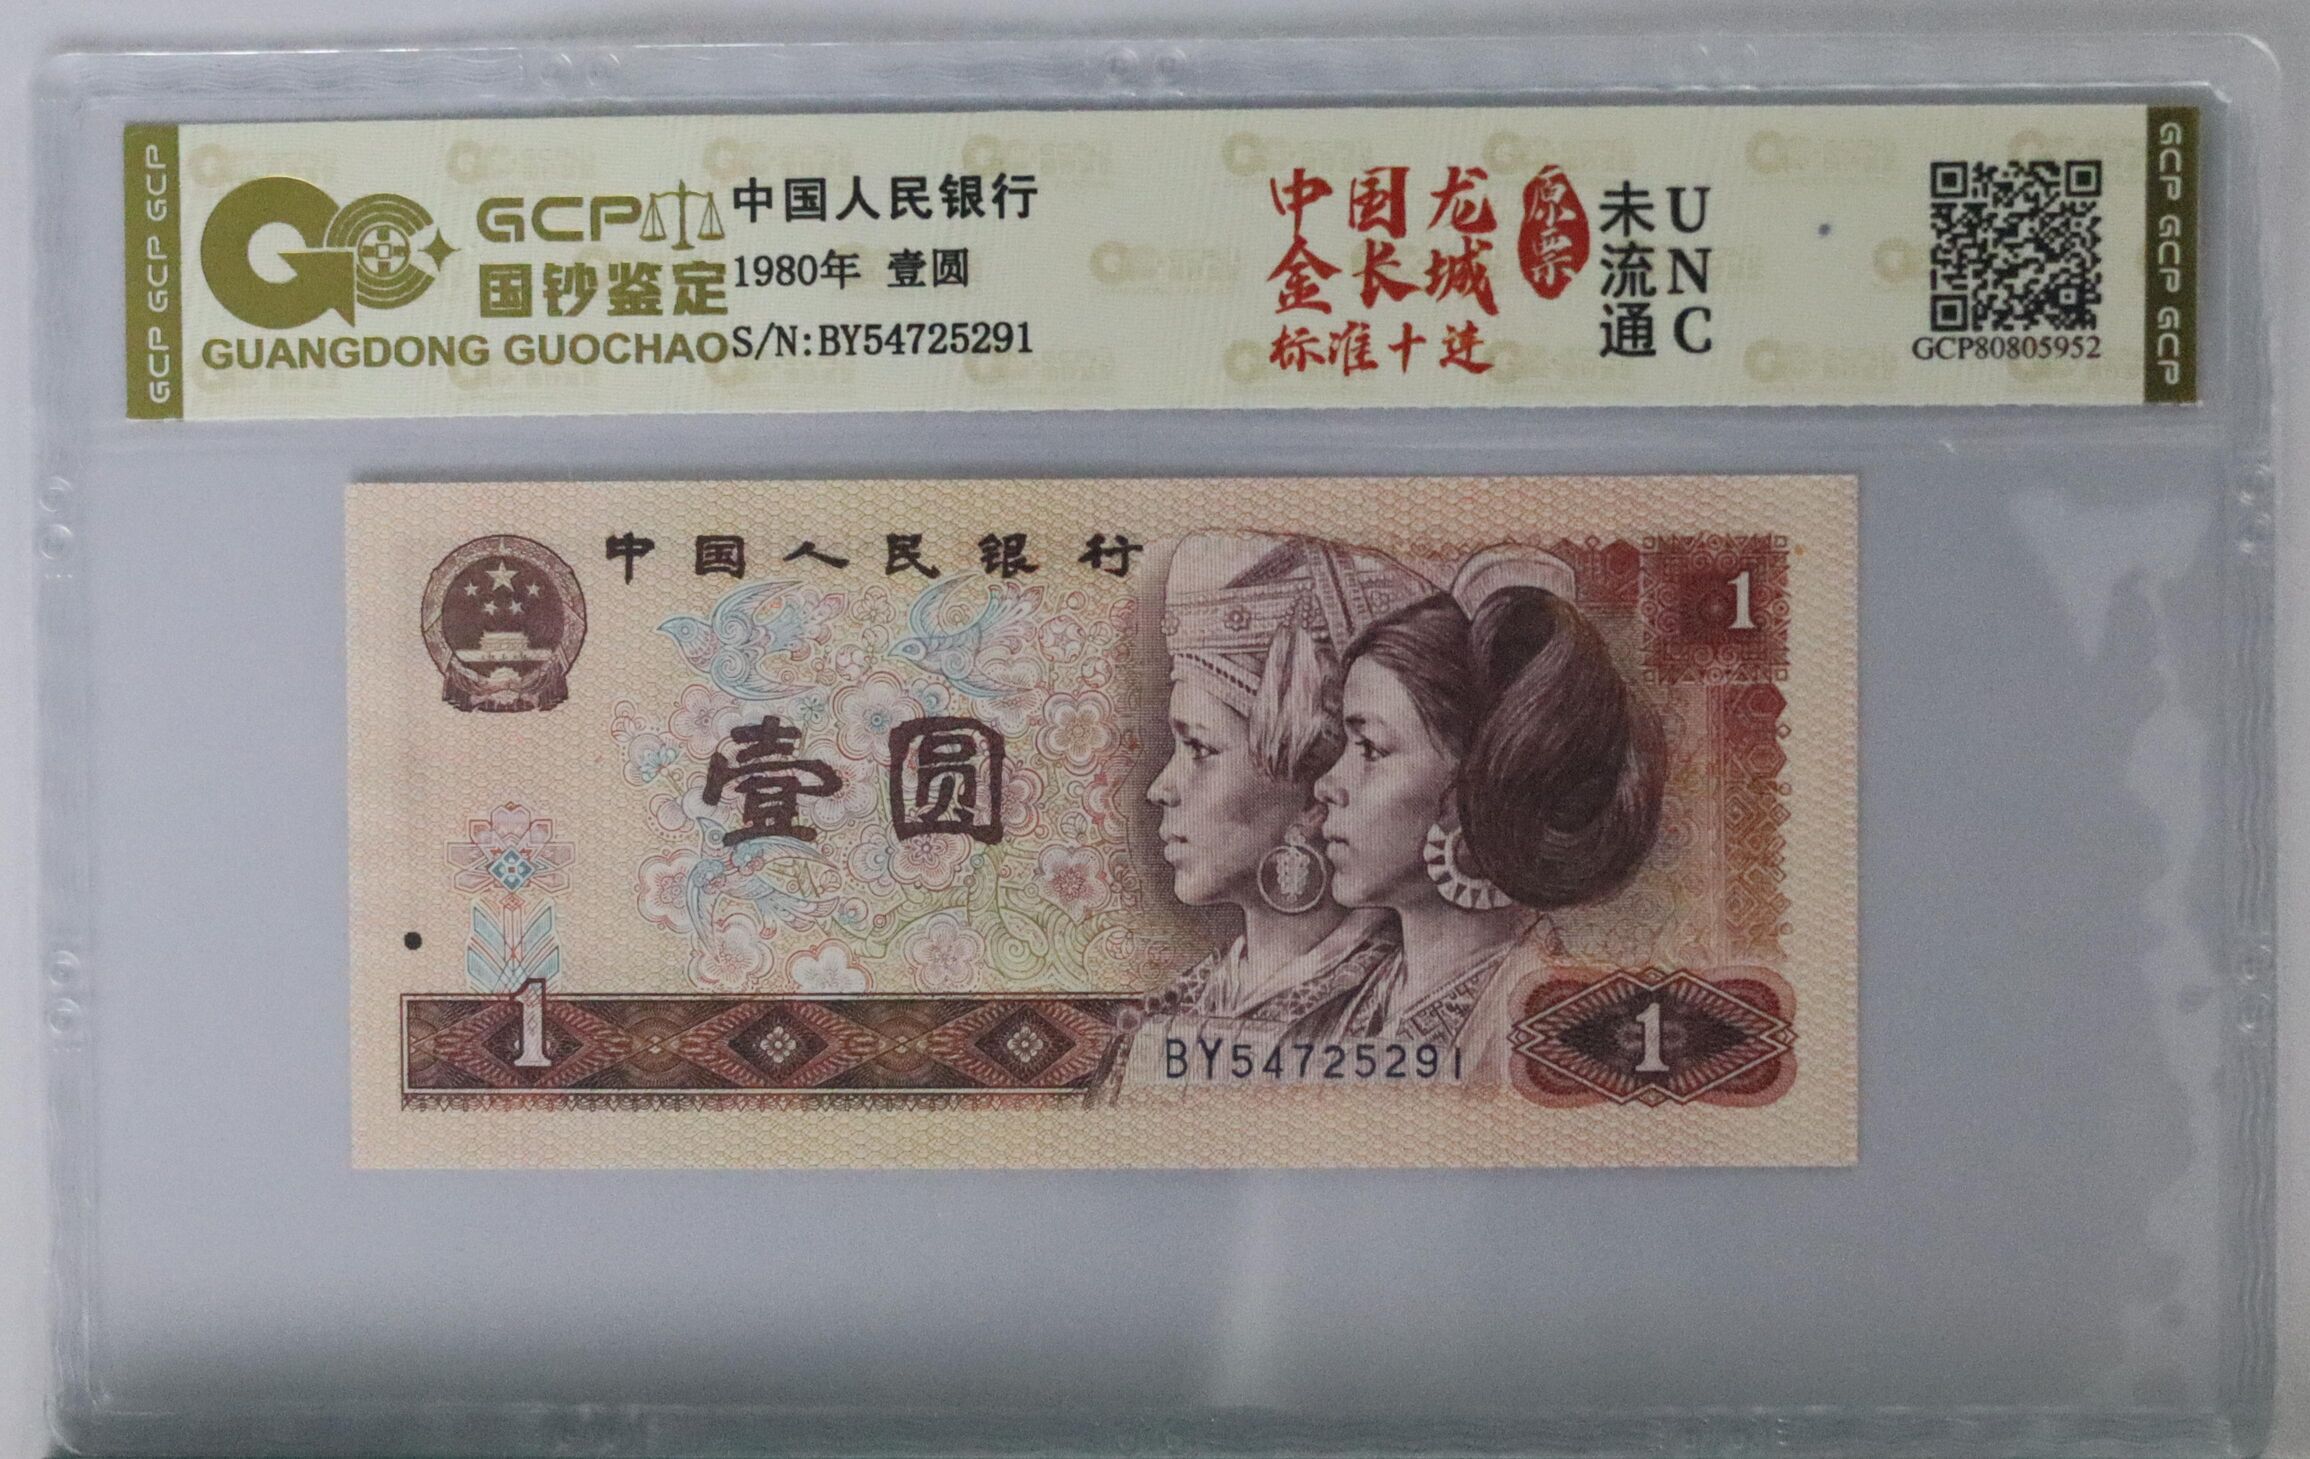 GCP GCP GCP
GCP
国钞鉴定
GUANGDONG GUOCHAO
中国人民银行
1980年 壹圆
S/N:BY54725291
中国龙
金长城
标准十进
原票
未流通
UNC
GCP80805952
GCP GCP GCP
中国人民银行
1
壹圆
1
BY54725291
1